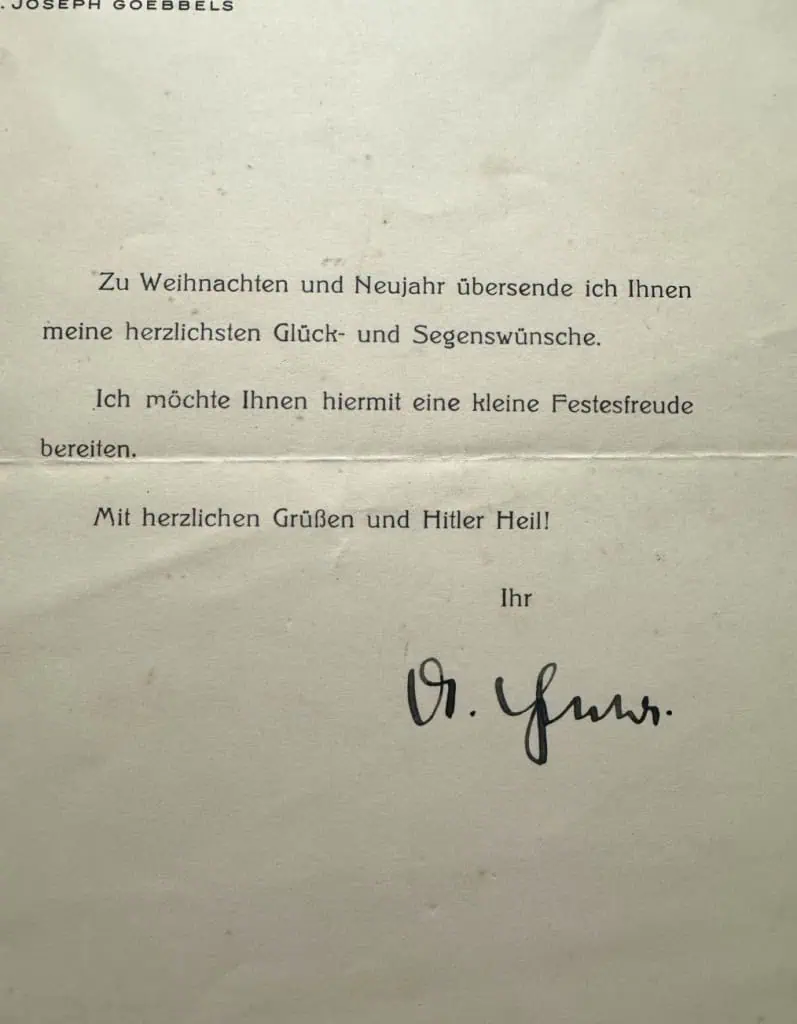 . JOSEPH GOEBBELS
Zu Weihnachten und Neujahr übersende ich Ihnen
meine herzlichsten Glück- und Segenswünsche.
Ich möchte Ihnen hiermit eine kleine Festesfreude
bereiten.
Mit herzlichen Grüßen und Hitler Heil!
Ihr
Dr.